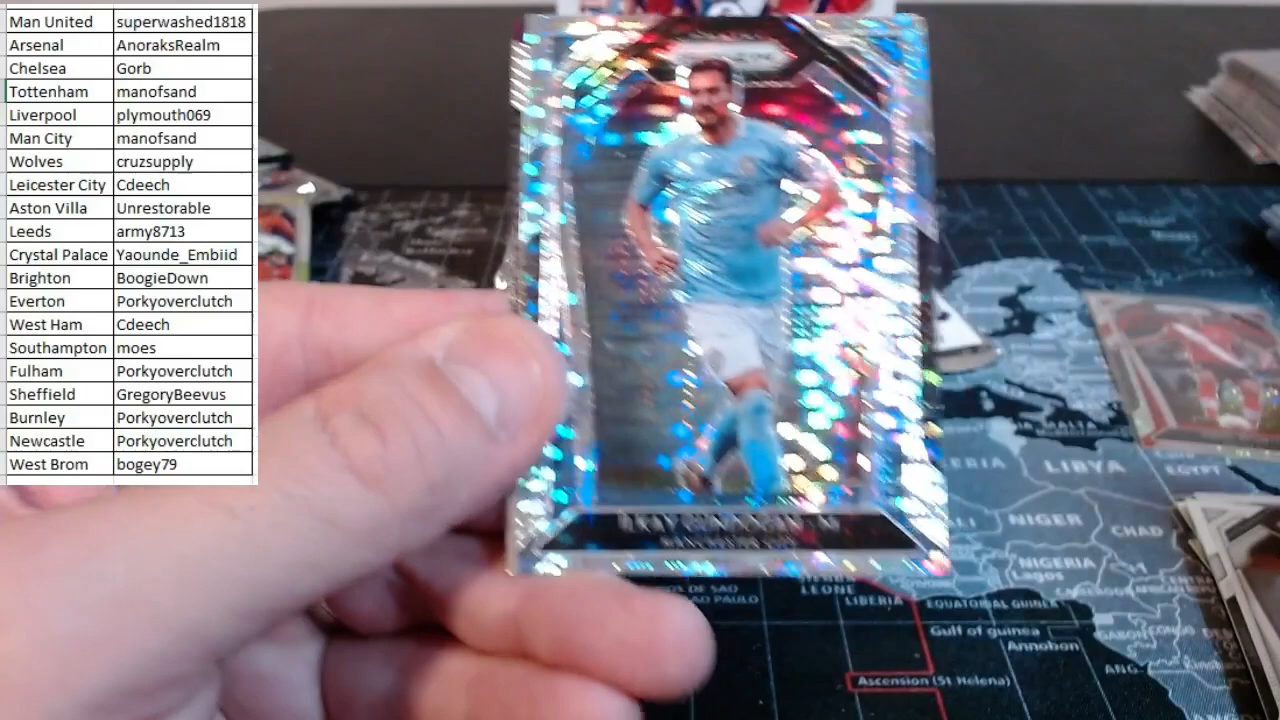 Man United superwashed1818
Arsenal AnoraksRealm
Chelsea Gorb
Tottenham manofsand
Liverpool plymouth069
Man City manofsand
Wolves cruzsupply
Leicester City Cdeech
Aston Villa Unrestorable
Leeds army8713
Crystal Palace Yaounde_Embiid
Brighton BoogieDown
Everton Porkyoverclutch
West Ham Cdeech
Southampton moes
Fulham Porkyoverclutch
Sheffield GregoryBeevus
Burnley Porkyoverclutch
Newcastle Porkyoverclutch
West Brom bogey79
LIBYA
EGYPT
NIGER
CHAD
NIGERIA
Lagos
LEONE
LIBERIA
EQUATORIAL GUINEA
Gulf of guinea
Annobon
Ascension (St Helena)